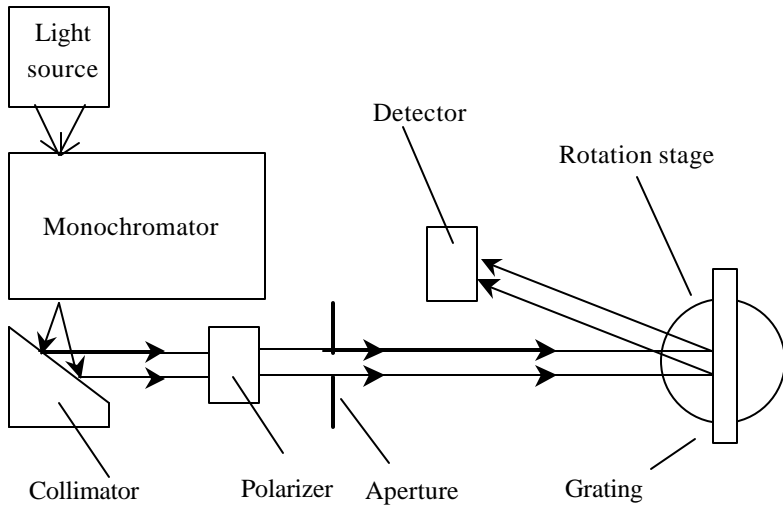 Light
source
Detector
Rotation stage
Monochromator
Collimator
Polarizer
Aperture
Grating